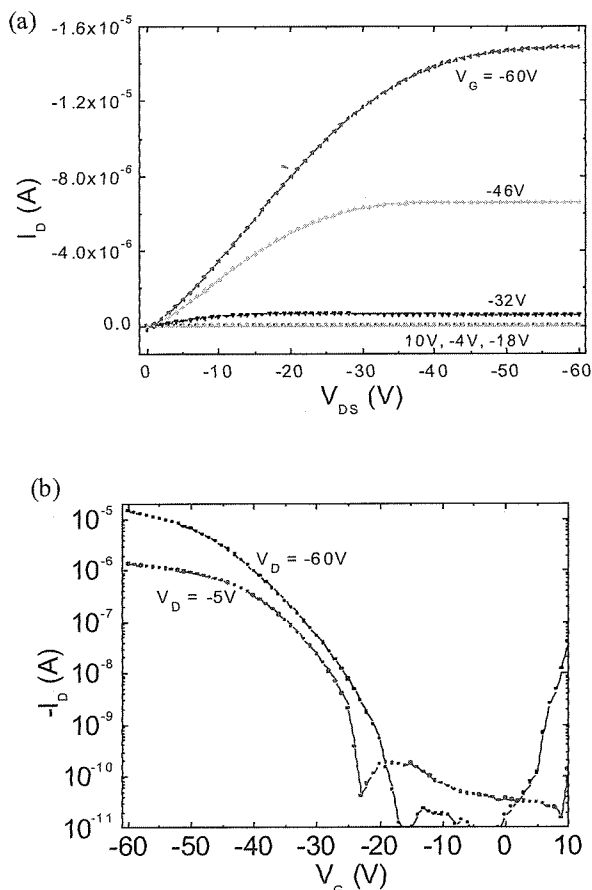 (a)
-1.6x10⁻⁵
-1.2x10⁻⁵
-8.0x10⁻⁶
-4.0x10⁻⁶
0.0
I_D (A)
V_G = -60V
-46V
-32V
10V, -4V, -18V
0 -10 -20 -30 -40 -50 -60
V_DS (V)
(b)
10⁻⁵
10⁻⁶
10⁻⁷
10⁻⁸
10⁻⁹
10⁻¹⁰
10⁻¹¹
-I_D (A)
V_D = -60V
V_D = -5V
-60 -50 -40 -30 -20 -10 0 10
V_G (V)